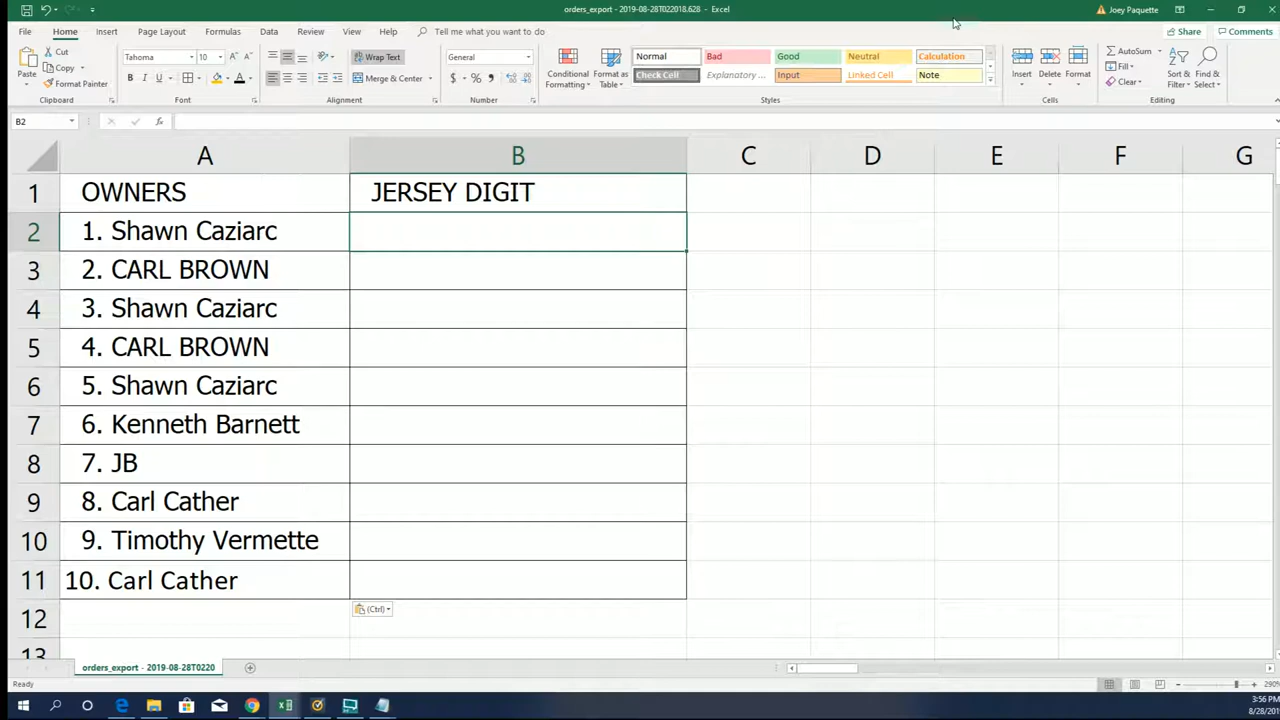 orders_export - 2019-08-28T022018.628 - Excel
Joey Paquette
File Home Insert Page Layout Formulas Data Review View Help Tell me what you want to do
Share Comments
Cut
Copy
Format Painter
Paste
Clipboard
Tahoma 10
B I U
Font
Wrap Text
Merge & Center
Alignment
General
$ % ,
Number
Conditional Formatting
Format as Table
Normal Bad Good Neutral Calculation
Check Cell Explanatory ... Input Linked Cell Note
Styles
Insert Delete Format
Cells
AutoSum
Fill
Clear
Sort & Filter
Find & Select
Editing
B2
fx
A B C D E F G
1 OWNERS JERSEY DIGIT
2 1. Shawn Caziarc
3 2. CARL BROWN
4 3. Shawn Caziarc
5 4. CARL BROWN
6 5. Shawn Caziarc
7 6. Kenneth Barnett
8 7. JB
9 8. Carl Cather
10 9. Timothy Vermette
11 10. Carl Cather
12 (Ctrl)
13
orders_export - 2019-08-28T0220
Ready
290%
3:56 PM
8/28/201